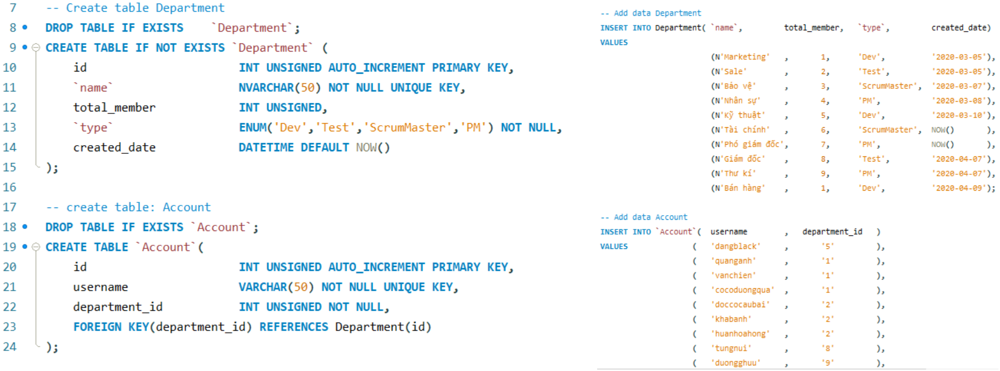 7 -- Create table Department
8 DROP TABLE IF EXISTS `Department`;
9 CREATE TABLE IF NOT EXISTS `Department` (
10 id INT UNSIGNED AUTO_INCREMENT PRIMARY KEY,
11 `name` NVARCHAR(50) NOT NULL UNIQUE KEY,
12 total_member INT UNSIGNED,
13 `type` ENUM('Dev','Test','ScrumMaster','PM') NOT NULL,
14 created_date DATETIME DEFAULT NOW()
15 );
16
17 -- create table: Account
18 DROP TABLE IF EXISTS `Account`;
19 CREATE TABLE `Account`(
20 id INT UNSIGNED AUTO_INCREMENT PRIMARY KEY,
21 username VARCHAR(50) NOT NULL UNIQUE KEY,
22 department_id INT UNSIGNED NOT NULL,
23 FOREIGN KEY(department_id) REFERENCES Department(id)
24 );
-- Add data Department
INSERT INTO Department( `name`, total_member, `type`, created_date)
VALUES
(N'Marketing' , 1, 'Dev', '2020-03-05'),
(N'Sale' , 2, 'Test', '2020-03-05'),
(N'Bảo vệ' , 3, 'ScrumMaster', '2020-03-07'),
(N'Nhân sự' , 4, 'PM', '2020-03-08'),
(N'Kỹ thuật' , 5, 'Dev', '2020-03-10'),
(N'Tài chính' , 6, 'ScrumMaster', NOW() ),
(N'Phó giám đốc', 7, 'PM', NOW() ),
(N'Giám đốc' , 8, 'Test', '2020-04-07'),
(N'Thư kí' , 9, 'PM', '2020-04-07'),
(N'Bán hàng' , 1, 'Dev', '2020-04-09');
-- Add data Account
INSERT INTO `Account`( username , department_id )
VALUES ( 'dangblack' , '5' ),
( 'quanganh' , '1' ),
( 'vanchien' , '1' ),
( 'cocoduongqua' , '1' ),
( 'doccocaubai' , '2' ),
( 'khabanh' , '2' ),
( 'huanhoahong' , '2' ),
( 'tungnui' , '8' ),
( 'duongghuu' , '9' ),